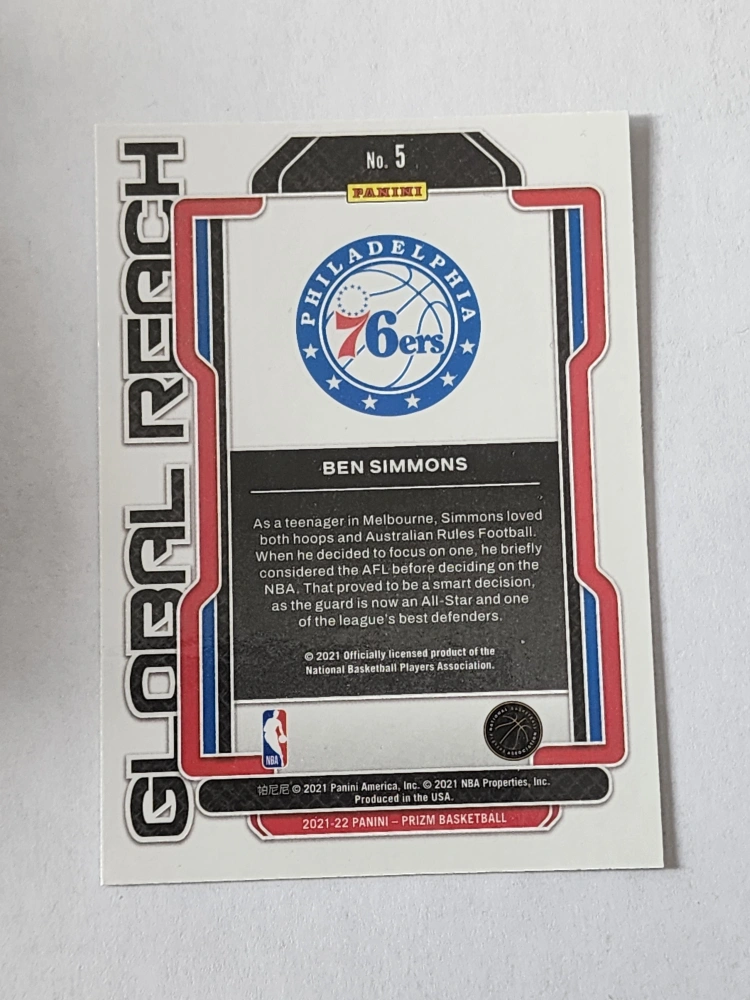 No. 5
PANINI
GLOBAL REACH
PHILADELPHIA
76ers
BEN SIMMONS
As a teenager in Melbourne, Simmons loved
both hoops and Australian Rules Football.
When he decided to focus on one, he briefly
considered the AFL before deciding on the
NBA. That proved to be a smart decision,
as the guard is now an All-Star and one
of the league's best defenders.
© 2021 Officially licensed product of the
National Basketball Players Association.
NBA
NATIONAL BASKETBALL
PLAYERS ASSOCIATION
帕尼尼 © 2021 Panini America, Inc. © 2021 NBA Properties, Inc.
Produced in the USA.
2021-22 PANINI – PRIZM BASKETBALL